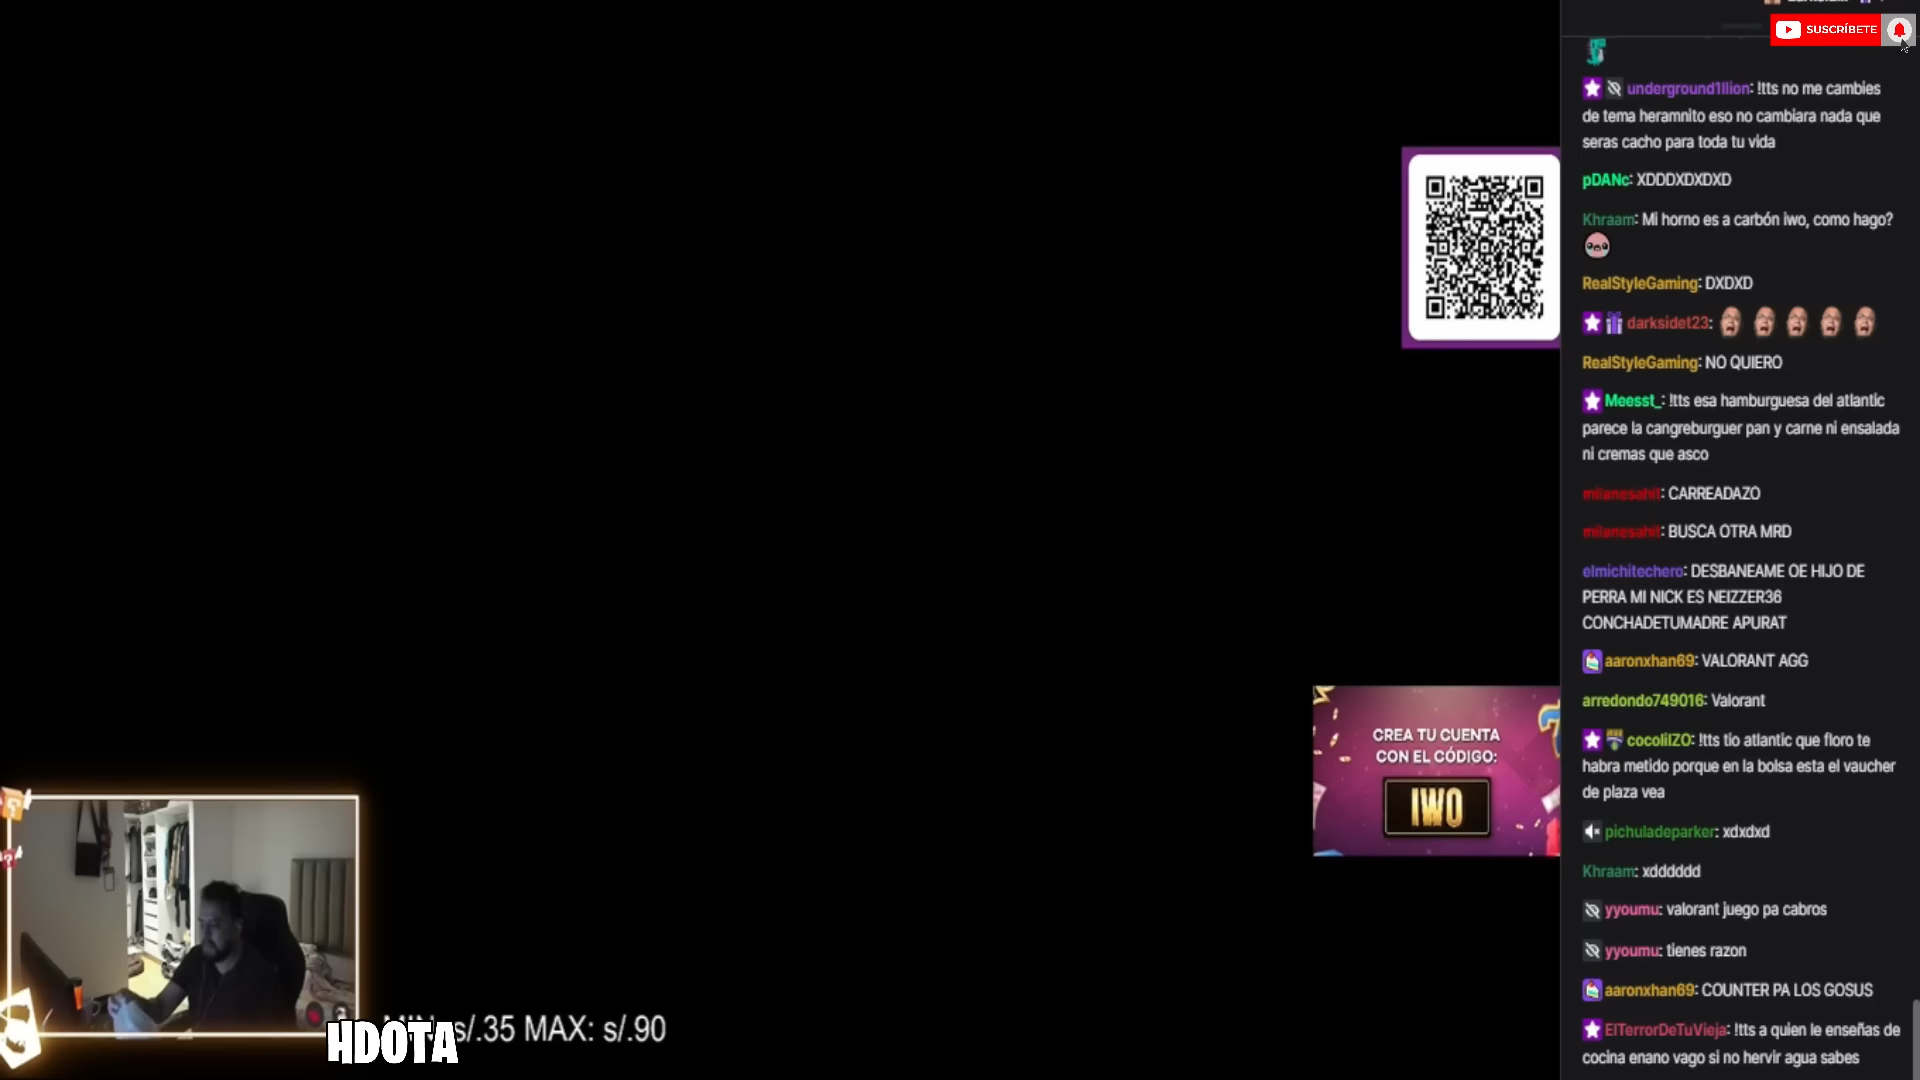 SUSCRÍBETE
underground1llion: !tts no me cambies
de tema heramnito eso no cambiara nada que
seras cacho para toda tu vida
pDANc: XDDDXDXDXD
Khraam: Mi horno es a carbón iwo, como hago?
RealStyleGaming: DXDXD
darksidet23:
RealStyleGaming: NO QUIERO
Meesst_: !tts esa hamburguesa del atlantic
parece la cangreburguer pan y carne ni ensalada
ni cremas que asco
milanesahit: CARREADAZO
milanesahit: BUSCA OTRA MRD
elmichitechero: DESBANEAME OE HIJO DE
PERRA MI NICK ES NEIZZER36
CONCHADETUMADRE APURAT
aaronxhan69: VALORANT AGG
arredondo749016: Valorant
cocolilZO: !tts tio atlantic que floro te
habra metido porque en la bolsa esta el vaucher
de plaza vea
pichuladeparker: xdxdxd
Khraam: xdddddd
yyoumu: valorant juego pa cabros
yyoumu: tienes razon
aaronxhan69: COUNTER PA LOS GOSUS
ElTerrorDeTuVieja: !tts a quien le enseñas de
cocina enano vago si no hervir agua sabes
CREA TU CUENTA
CON EL CÓDIGO:
IWO
MIN: s/.35 MAX: s/.90
HDOTA